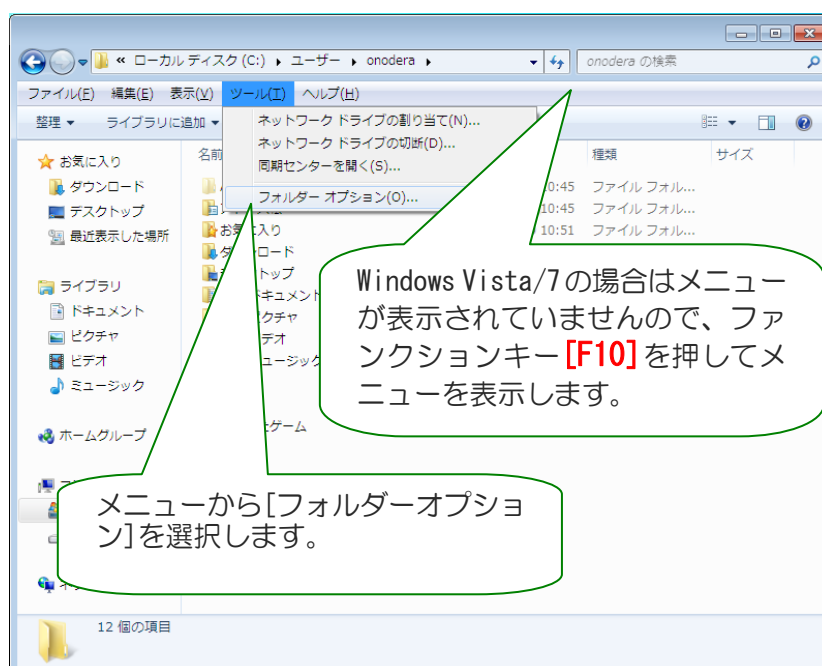 « ローカル ディスク (C:) ▸ ユーザー ▸ onodera ▸
onodera の検索
ファイル(F) 編集(E) 表示(V) ツール(T) ヘルプ(H)
整理 ▼ ライブラリに追加 ▼
ネットワーク ドライブの割り当て(N)...
ネットワーク ドライブの切断(D)...
同期センターを開く(S)...
フォルダー オプション(O)...
名前 種類 サイズ
お気に入り
ダウンロード
デスクトップ
最近表示した場所
ライブラリ
ドキュメント
ピクチャ
ビデオ
ミュージック
ホームグループ
10:45 ファイル フォル...
10:45 ファイル フォル...
10:51 ファイル フォル...
Windows Vista/7の場合はメニュー
が表示されていませんので、ファ
ンクションキー[F10]を押してメ
ニューを表示します。
メニューから[フォルダーオプショ
ン]を選択します。
12 個の項目